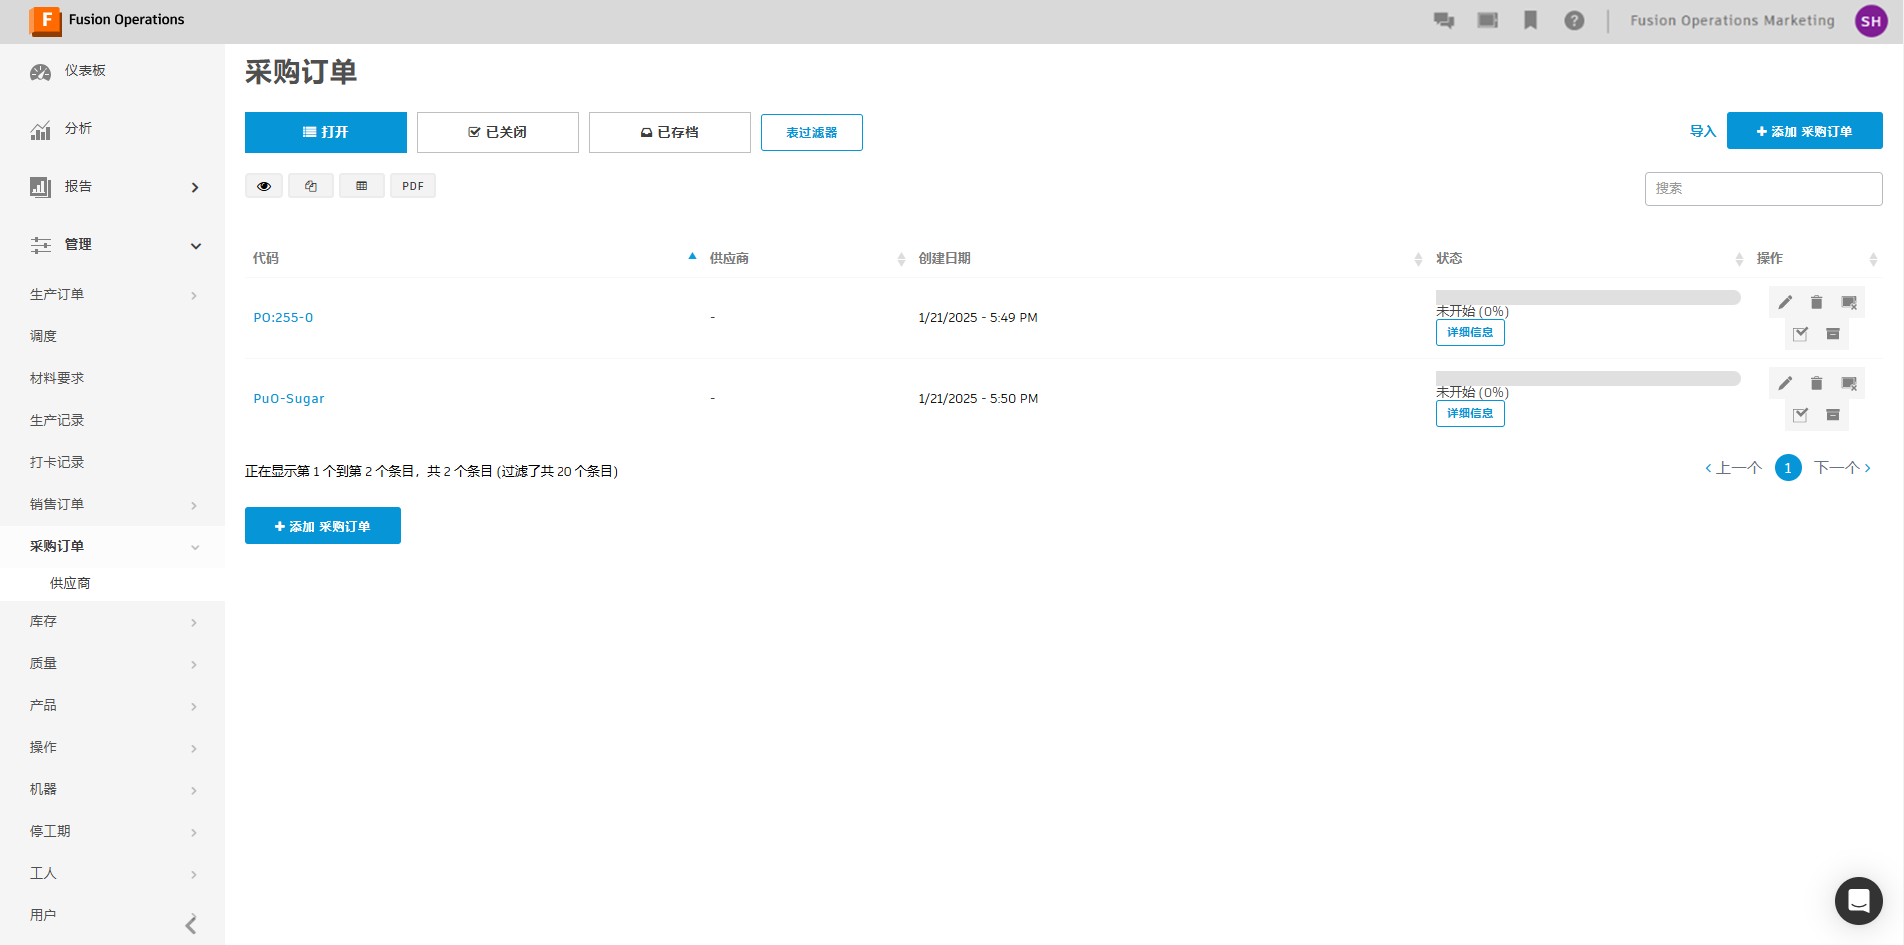 Fusion Operations
Fusion Operations Marketing
SH
仪表板
分析
报告
管理
生产订单
调度
材料要求
生产记录
打卡记录
销售订单
采购订单
供应商
库存
质量
产品
操作
机器
停工期
工人
用户
采购订单
打开
已关闭
已存档
表过滤器
导入
+ 添加 采购订单
PDF
搜索
代码 供应商 创建日期 状态 操作
PO:255-0 - 1/21/2025 - 5:49 PM 未开始 (0%)
详细信息
PuO-Sugar - 1/21/2025 - 5:50 PM 未开始 (0%)
详细信息
正在显示第 1 个到第 2 个条目，共 2 个条目 (过滤了共 20 个条目)
‹ 上一个 1 下一个 ›
+ 添加 采购订单